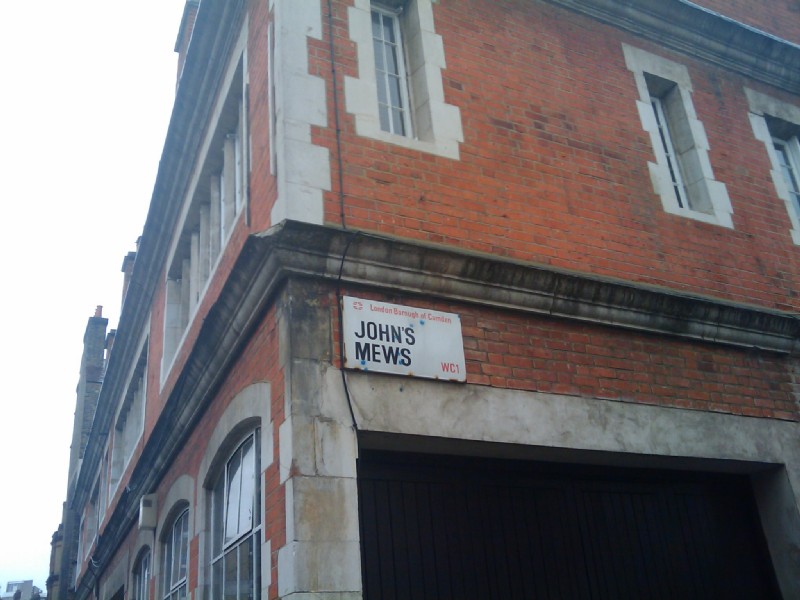 London Borough of Camden
JOHN'S
MEWS
WC1